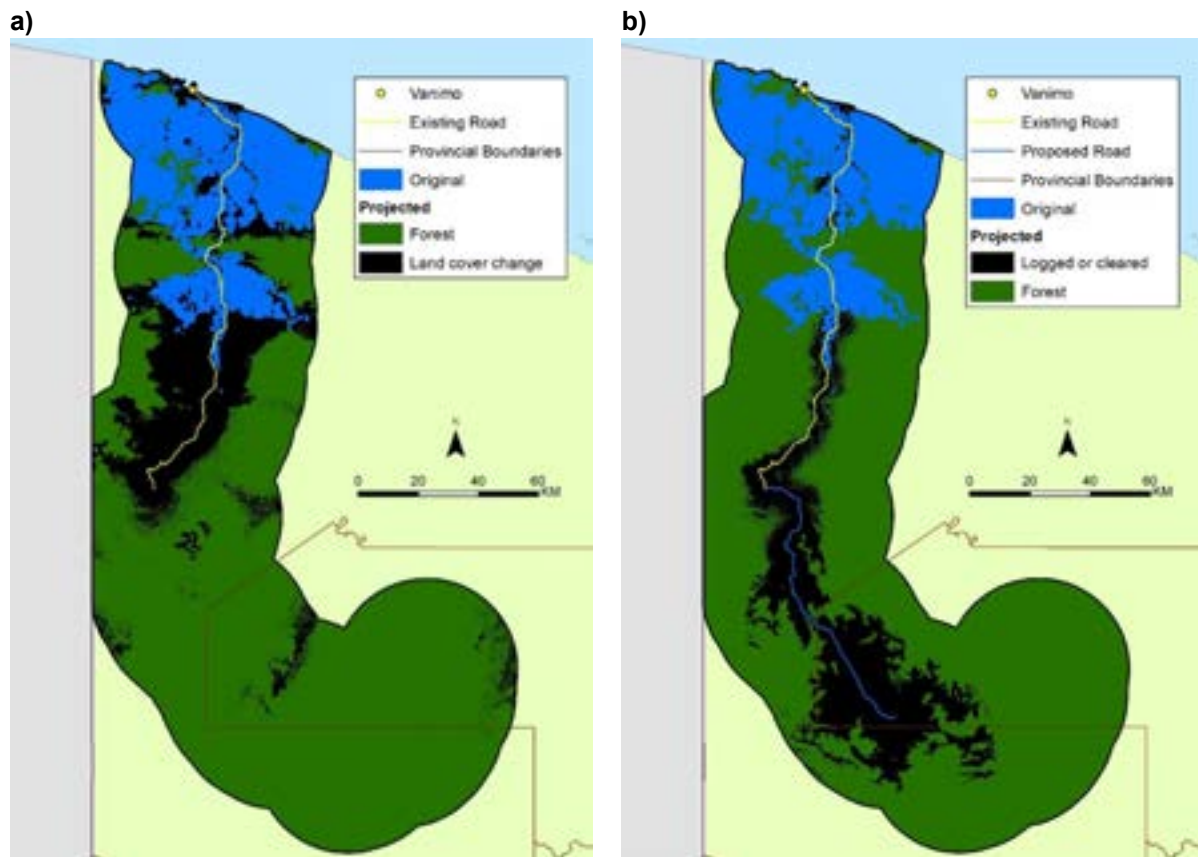 a)
Vanimo
Existing Road
Provincial Boundaries
Original
Projected
Forest
Land cover change
N
0 20 40 60
KM
b)
Vanimo
Existing Road
Proposed Road
Provincial Boundaries
Original
Projected
Logged or cleared
Forest
N
0 20 40 60
KM